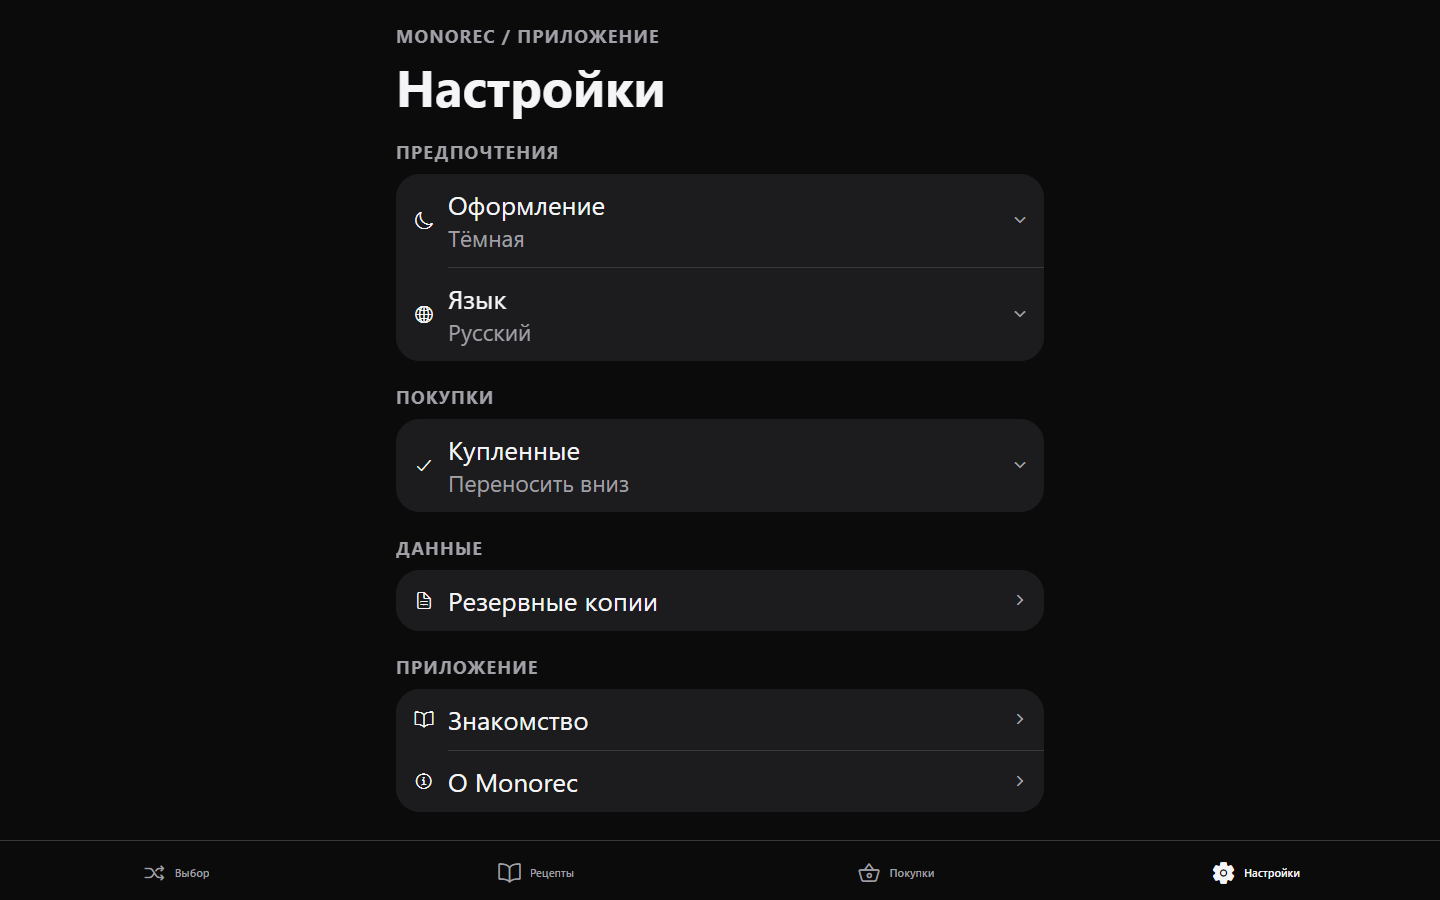 MONOREC / ПРИЛОЖЕНИЕ
Настройки
ПРЕДПОЧТЕНИЯ
Оформление
Тёмная
Язык
Русский
ПОКУПКИ
Купленные
Переносить вниз
ДАННЫЕ
Резервные копии
ПРИЛОЖЕНИЕ
Знакомство
О Monorec
Выбор
Рецепты
Покупки
Настройки